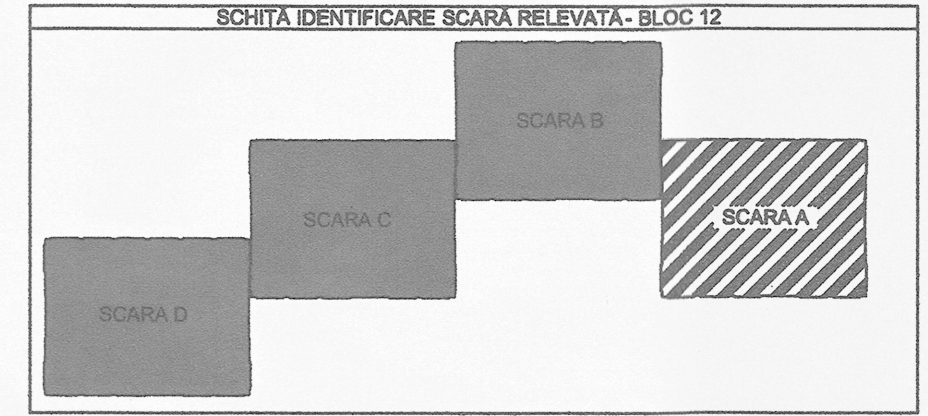 SCHIȚĂ IDENTIFICARE SCARĂ RELEVATĂ - BLOC 12
SCARA B
SCARA C
SCARA A
SCARA D